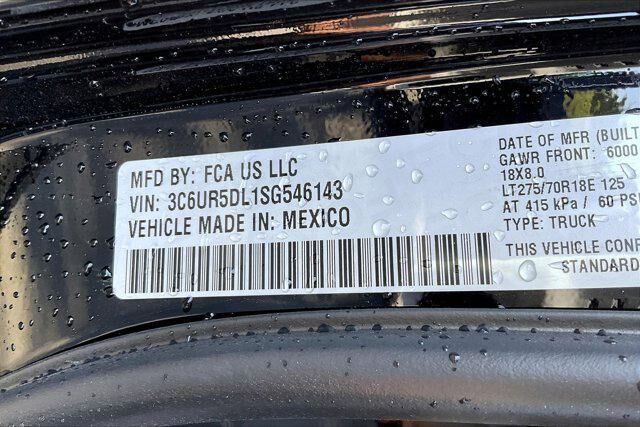 MFD BY: FCA US LLC
VIN: 3C6UR5DL1SG546143
VEHICLE MADE IN: MEXICO
DATE OF MFR (BUILT
GAWR FRONT: 6000
18X8.0
LT275/70R18E 125
AT 415 kPa / 60 PSI
TYPE: TRUCK
THIS VEHICLE CONF
STANDARD